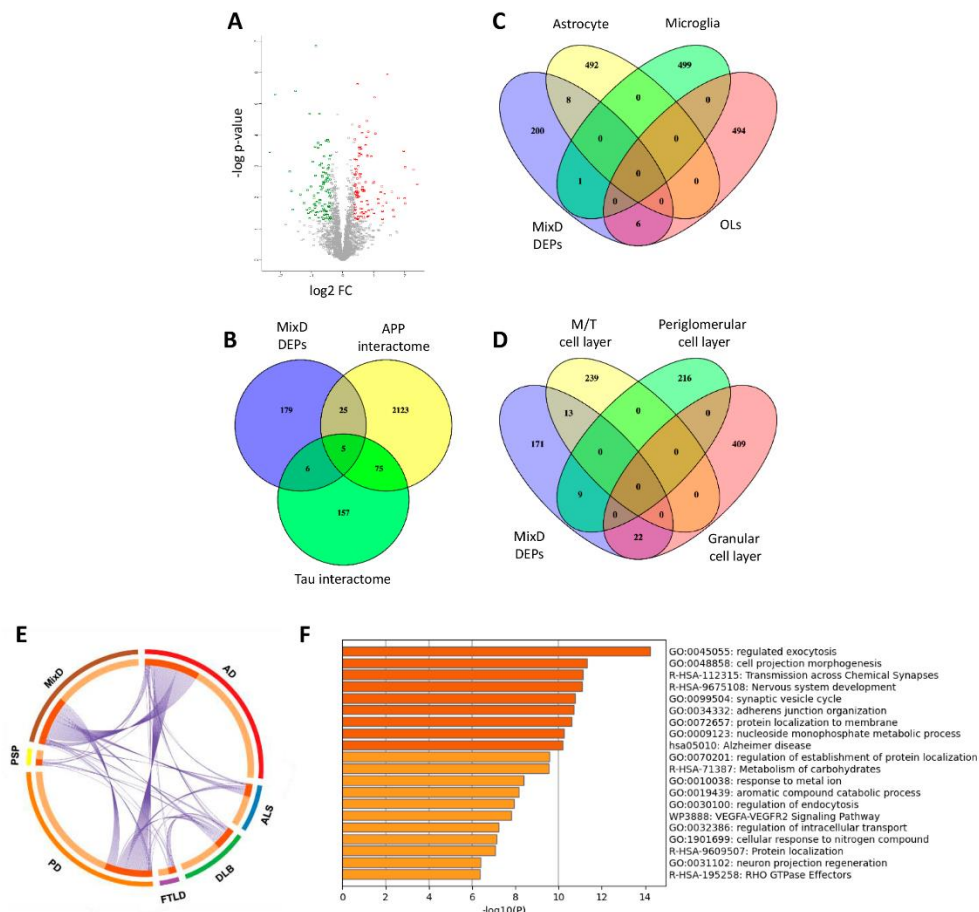 A
-log p-value
log2 FC
C
Astrocyte
Microglia
492
499
8
0
0
200
0
0
494
1
0
0
0
0
6
MixD
DEPs
OLs
B
MixD
DEPs
APP
interactome
179
25
2123
5
6
75
157
Tau interactome
D
M/T
cell layer
Periglomerular
cell layer
239
216
13
0
0
171
0
0
409
9
0
0
0
0
22
MixD
DEPs
Granular
cell layer
E
MixD
AD
PSP
ALS
PD
DLB
FTLD
F
GO:0045055: regulated exocytosis
GO:0048858: cell projection morphogenesis
R-HSA-112315: Transmission across Chemical Synapses
R-HSA-9675108: Nervous system development
GO:0099504: synaptic vesicle cycle
GO:0034332: adherens junction organization
GO:0072657: protein localization to membrane
GO:0009123: nucleoside monophosphate metabolic process
hsa05010: Alzheimer disease
GO:0070201: regulation of establishment of protein localization
R-HSA-71387: Metabolism of carbohydrates
GO:0010038: response to metal ion
GO:0019439: aromatic compound catabolic process
GO:0030100: regulation of endocytosis
WP3888: VEGFA-VEGFR2 Signaling Pathway
GO:0032386: regulation of intracellular transport
GO:1901699: cellular response to nitrogen compound
R-HSA-9609507: Protein localization
GO:0031102: neuron projection regeneration
R-HSA-195258: RHO GTPase Effectors
0 2 4 6 8 10 12 14
-log10(P)